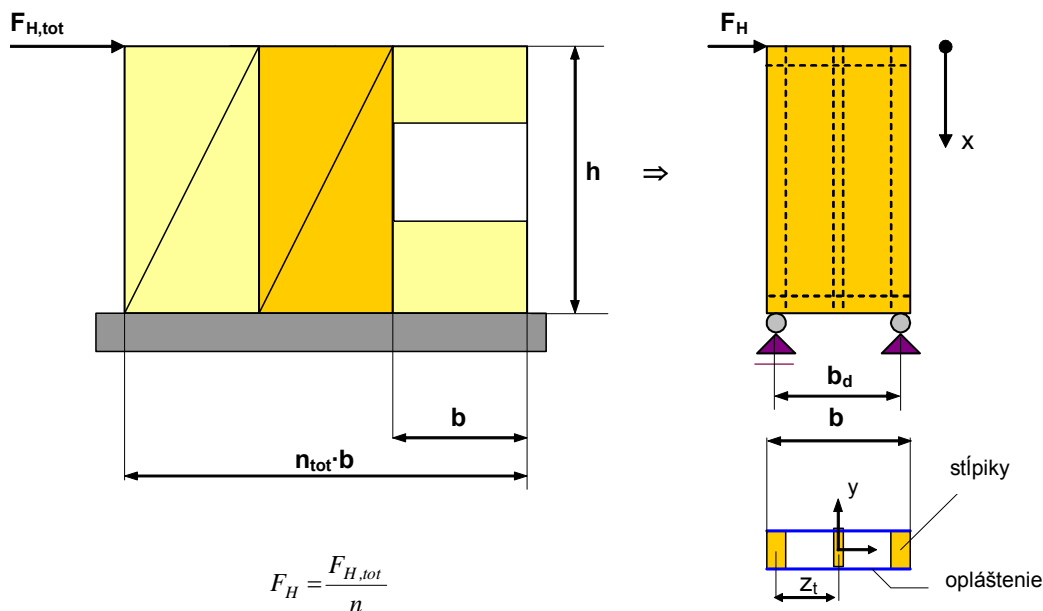 F_H,tot
F_H
h
⇒
x
b
n_tot·b
b_d
b
stĺpiky
y
z_t
opláštenie
F_H = F_H,tot / n